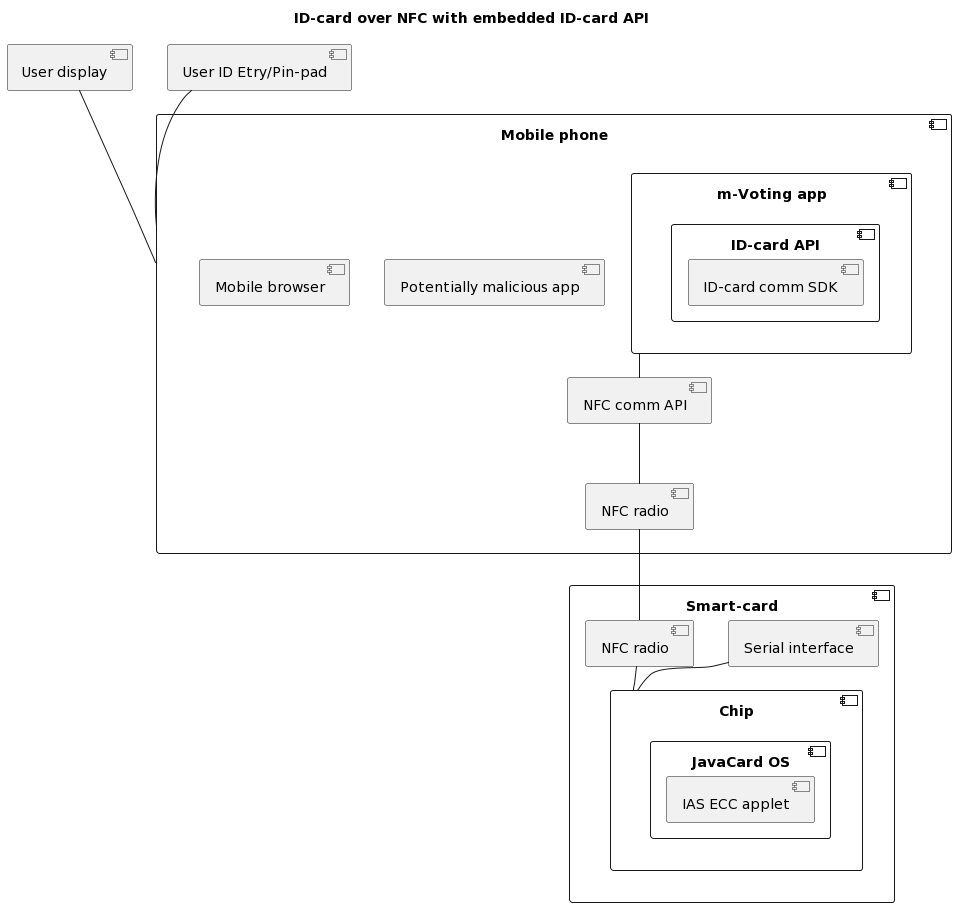 ID-card over NFC with embedded ID-card API
User display
User ID Etry/Pin-pad
Mobile phone
m-Voting app
ID-card API
Mobile browser
Potentially malicious app
ID-card comm SDK
NFC comm API
NFC radio
Smart-card
NFC radio
Serial interface
Chip
JavaCard OS
IAS ECC applet